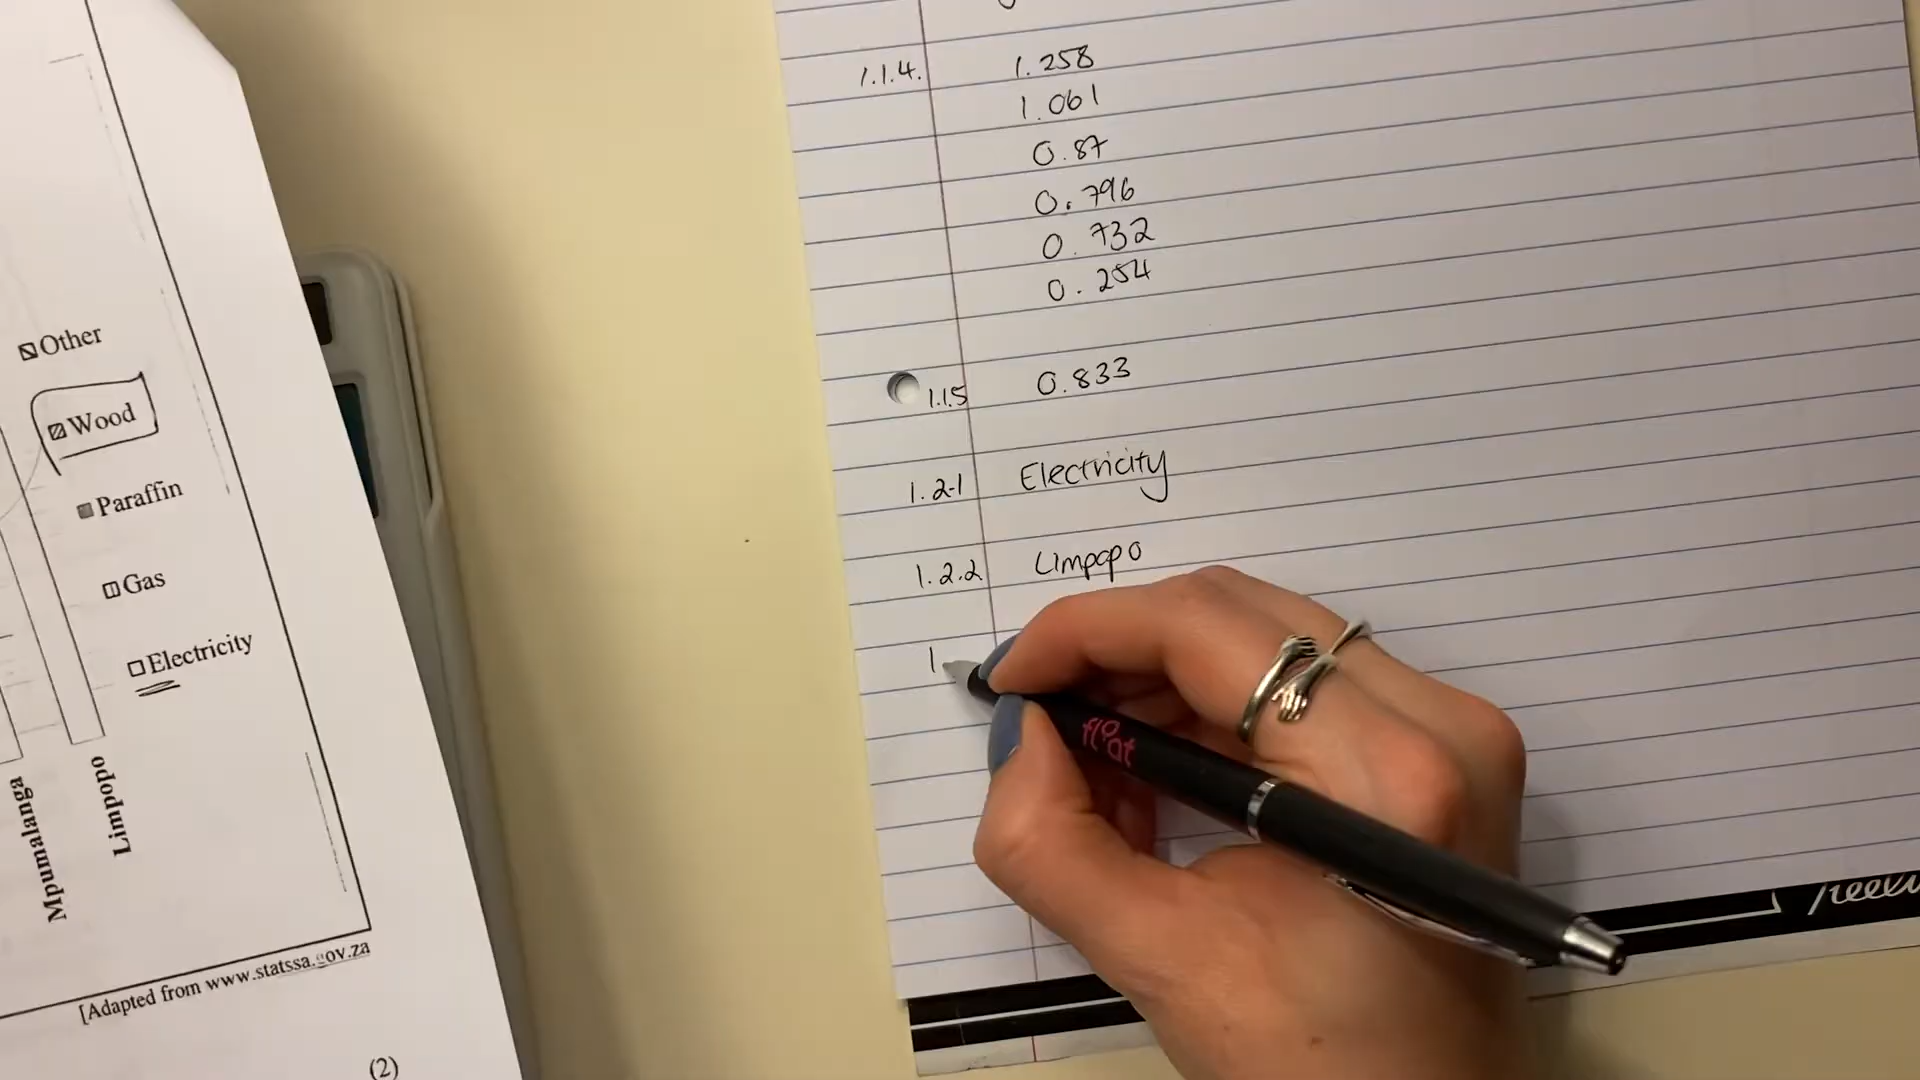 Other
Wood
Paraffin
Gas
Electricity
Mpumalanga
Limpopo
[Adapted from www.statssa.gov.za
(2)
1.1.4. 1.258
1.061
0.87
0.796
0.732
0.254
1.1.5 0.833
1.2.1 Electricity
1.2.2 Limpopo
1
float